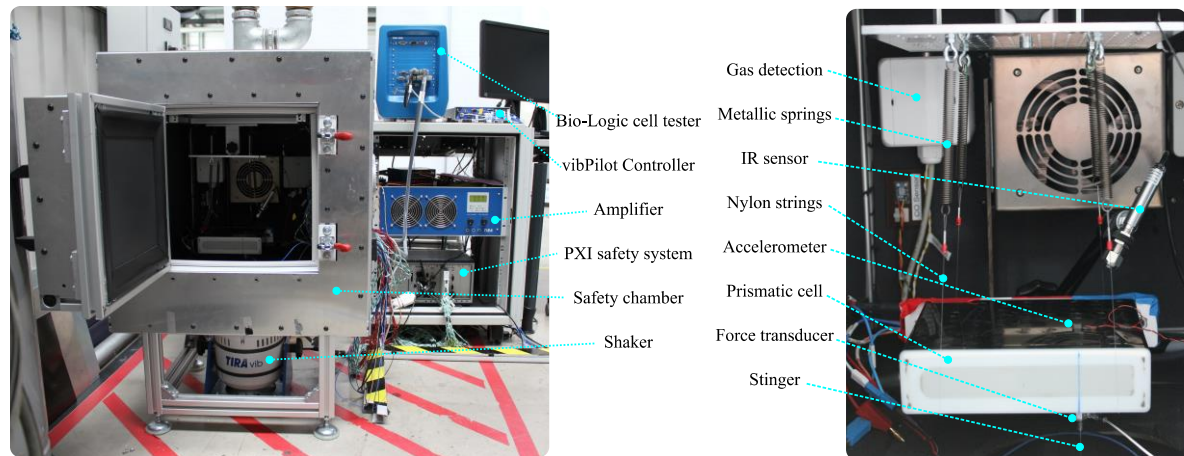 Bio-Logic cell tester
vibPilot Controller
Amplifier
PXI safety system
Safety chamber
Shaker
TIRA vib
Gas detection
Metallic springs
IR sensor
Nylon strings
Accelerometer
Prismatic cell
Force transducer
Stinger